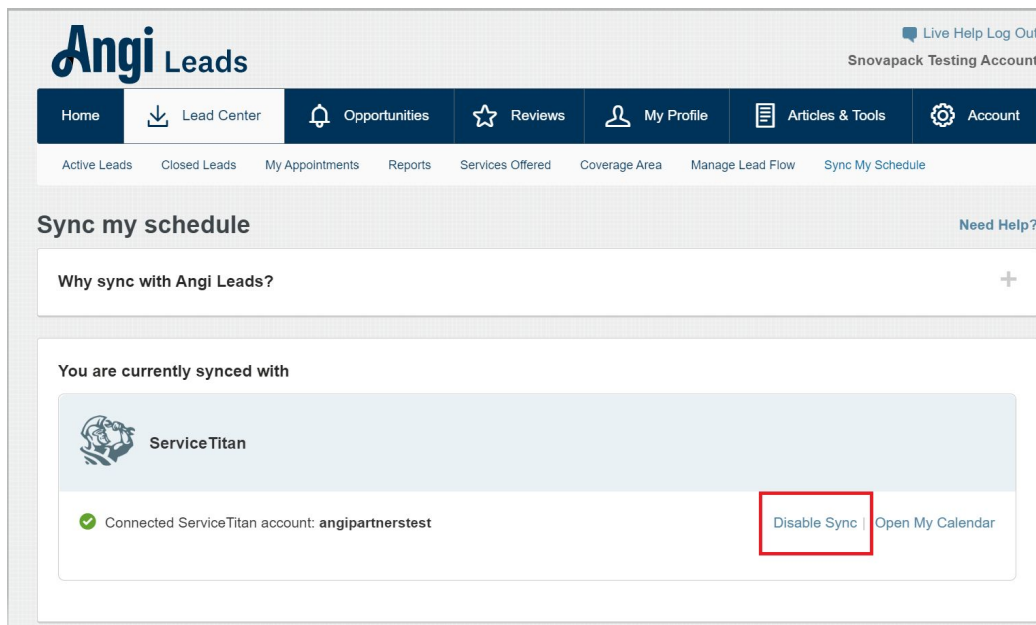 Angi Leads
Live Help Log Out
Snovapack Testing Account
Home Lead Center Opportunities Reviews My Profile Articles & Tools Account
Active Leads Closed Leads My Appointments Reports Services Offered Coverage Area Manage Lead Flow Sync My Schedule
Sync my schedule
Need Help?
Why sync with Angi Leads?
You are currently synced with
ServiceTitan
Connected ServiceTitan account: angipartnerstest
Disable Sync | Open My Calendar